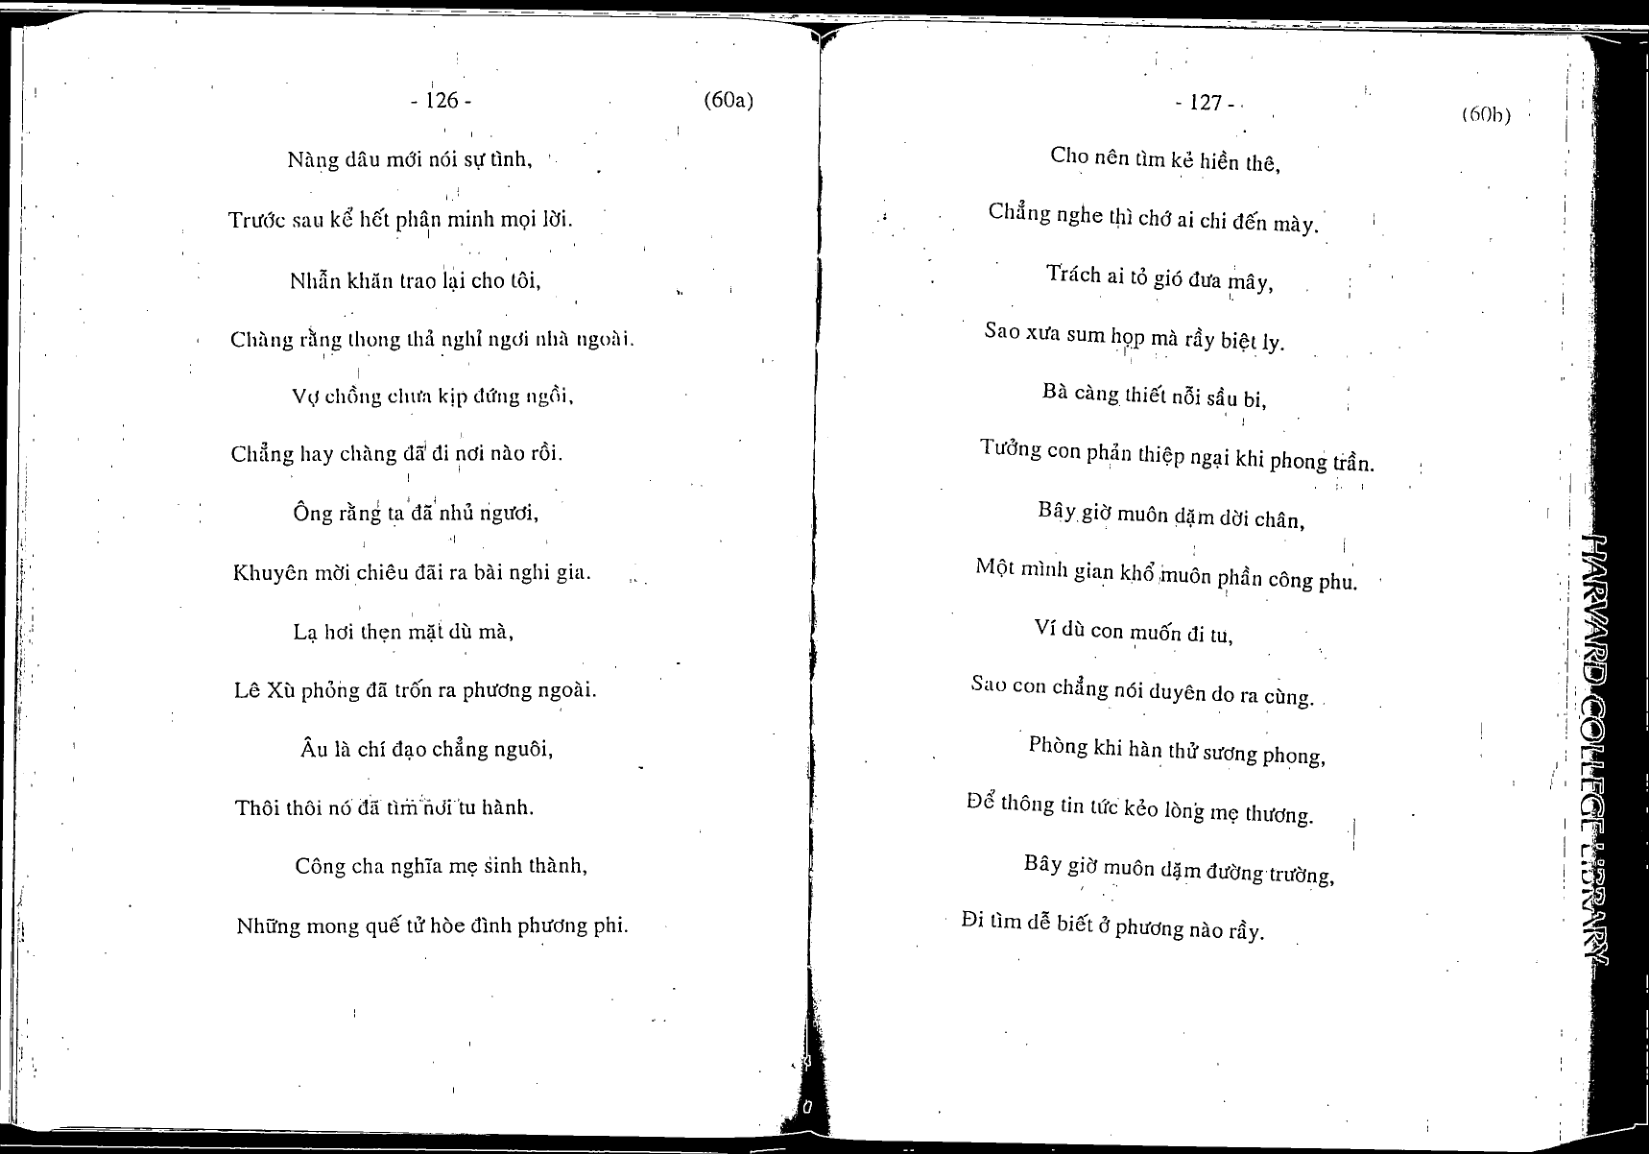 - 126 -
(60a)
Nàng dâu mới nói sự tình,
Trước sau kể hết phận minh mọi lời.
Nhẫn khăn trao lại cho tôi,
Chàng rằng thong thả nghỉ ngơi nhà ngoài.
Vợ chồng chưa kịp đứng ngồi,
Chẳng hay chàng đã đi nơi nào rồi.
Ông rằng ta đã nhủ ngươi,
Khuyên mời chiêu đãi ra bài nghi gia.
Lạ hơi thẹn mặt dù mà,
Lê Xù phỏng đã trốn ra phương ngoài.
Âu là chí đạo chẳng nguôi,
Thôi thôi nó đã tìm nơi tu hành.
Công cha nghĩa mẹ sinh thành,
Những mong quế tử hòe đình phương phi.
- 127 -
(60b)
Cho nên tìm kẻ hiền thê,
Chẳng nghe thì chớ ai chi đến mày.
Trách ai tỏ gió đưa mây,
Sao xưa sum họp mà rầy biệt ly.
Bà càng thiết nỗi sầu bi,
Tưởng con phản thiệp ngại khi phong trần.
Bây giờ muôn dặm dời chân,
Một mình gian khổ muôn phần công phu.
Ví dù con muốn đi tu,
Sao con chẳng nói duyên do ra cùng.
Phòng khi hàn thử sương phong,
Để thông tin tức kẻo lòng mẹ thương.
Bây giờ muôn dặm đường trường,
Đi tìm dễ biết ở phương nào rầy.
HARVARD COLLEGE LIBRARY